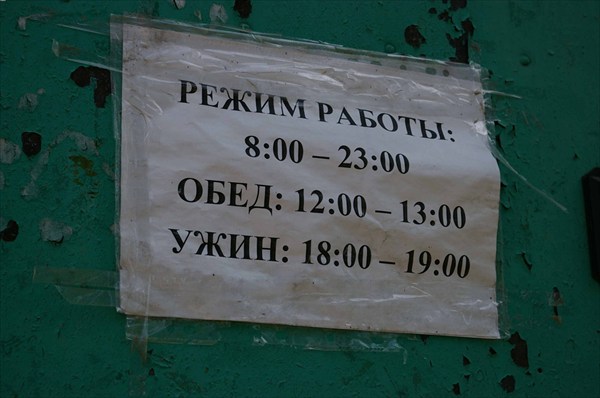 РЕЖИМ РАБОТЫ:
8:00 – 23:00
ОБЕД: 12:00 – 13:00
УЖИН: 18:00 – 19:00